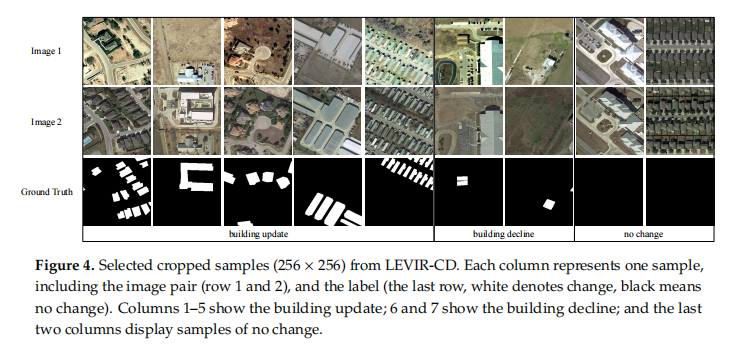 Image 1
Image 2
Ground Truth
building update
building decline
no change
Figure 4. Selected cropped samples (256 × 256) from LEVIR-CD. Each column represents one sample,
including the image pair (row 1 and 2), and the label (the last row, white denotes change, black means
no change). Columns 1–5 show the building update; 6 and 7 show the building decline; and the last
two columns display samples of no change.